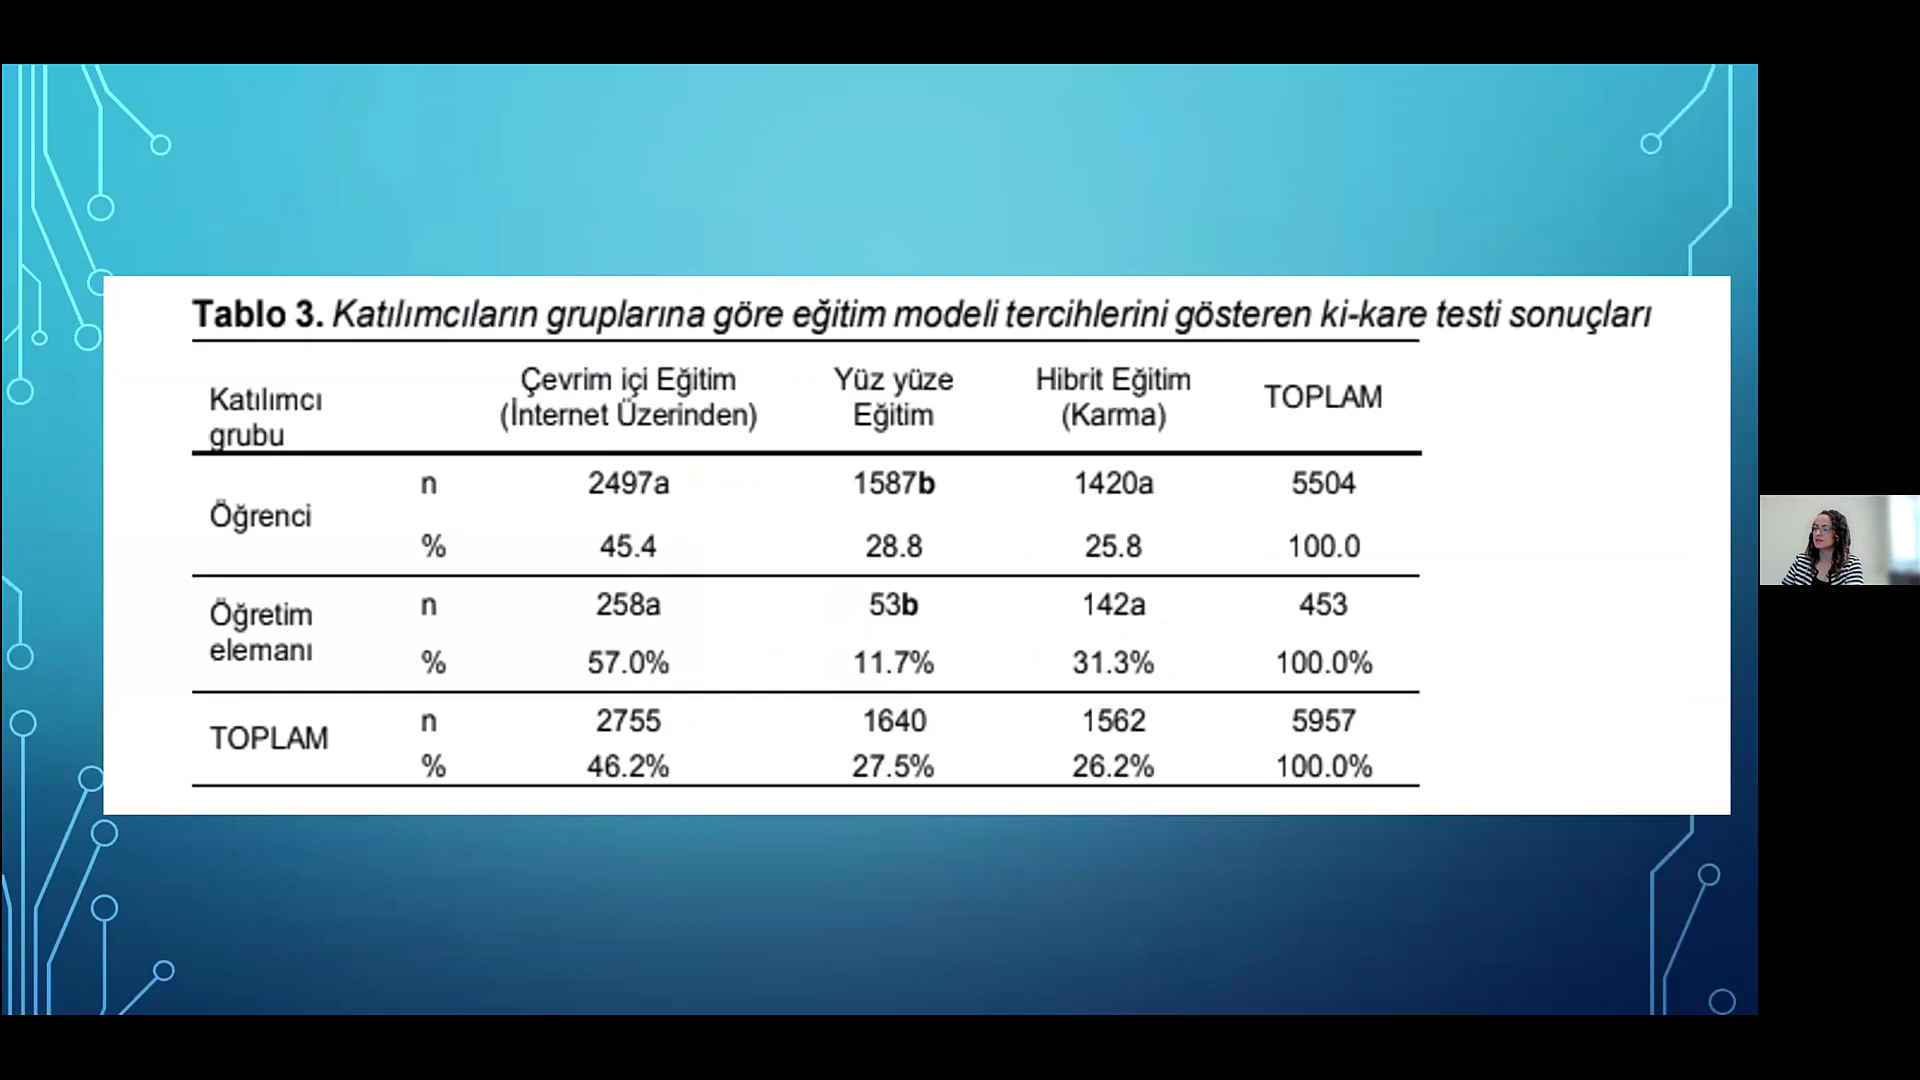 Tablo 3. Katılımcıların gruplarına göre eğitim modeli tercihlerini gösteren ki-kare testi sonuçları
Katılımcı grubu Çevrim içi Eğitim (İnternet Üzerinden) Yüz yüze Eğitim Hibrit Eğitim (Karma) TOPLAM
Öğrenci n 2497a 1587b 1420a 5504
% 45.4 28.8 25.8 100.0
Öğretim elemanı n 258a 53b 142a 453
% 57.0% 11.7% 31.3% 100.0%
TOPLAM n 2755 1640 1562 5957
% 46.2% 27.5% 26.2% 100.0%